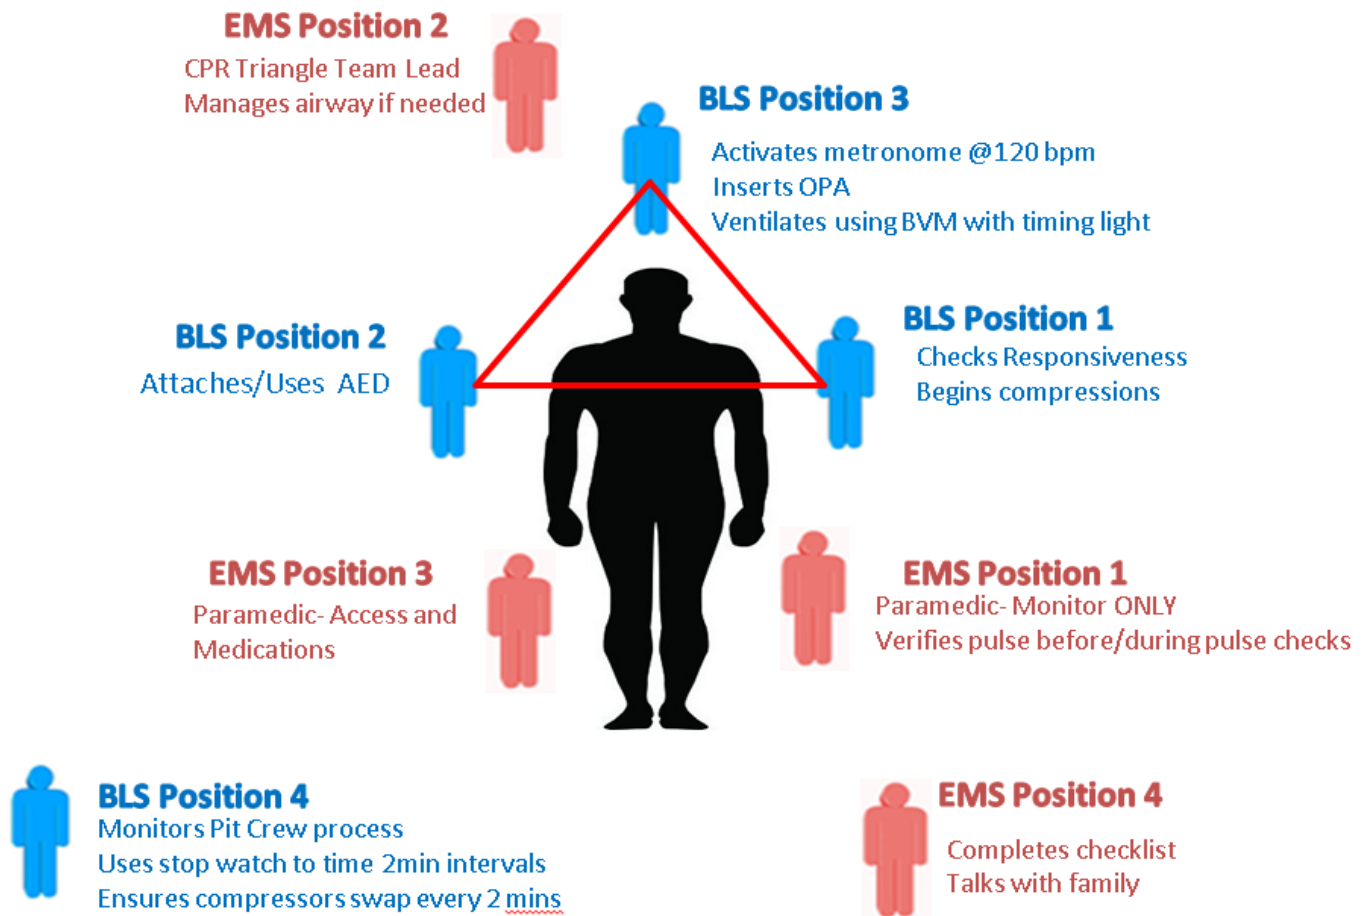 EMS Position 2
CPR Triangle Team Lead
Manages airway if needed
BLS Position 3
Activates metronome @120 bpm
Inserts OPA
Ventilates using BVM with timing light
BLS Position 2
Attaches/Uses AED
BLS Position 1
Checks Responsiveness
Begins compressions
EMS Position 3
Paramedic- Access and
Medications
EMS Position 1
Paramedic- Monitor ONLY
Verifies pulse before/during pulse checks
BLS Position 4
Monitors Pit Crew process
Uses stop watch to time 2min intervals
Ensures compressors swap every 2 mins
EMS Position 4
Completes checklist
Talks with family